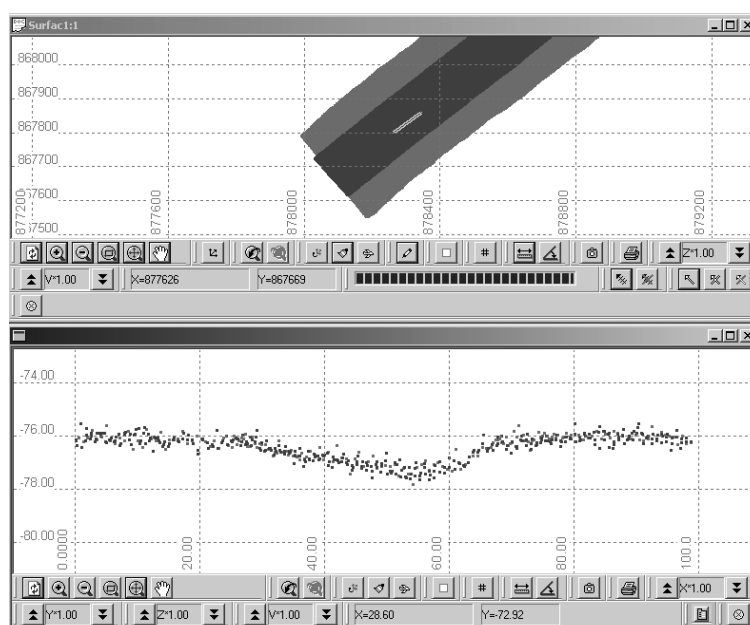 Surfac1:1
868000
867900
867800
867700
867600
867500
877200
877600
878000
878400
878800
879200
Z*1.00
V*1.00
X=877626
Y=867669
-74.00
-76.00
-78.00
-80.00
0.0000
20.00
40.00
60.00
80.00
100.0
X*1.00
Y*1.00
Z*1.00
V*1.00
X=28.60
Y=-72.92